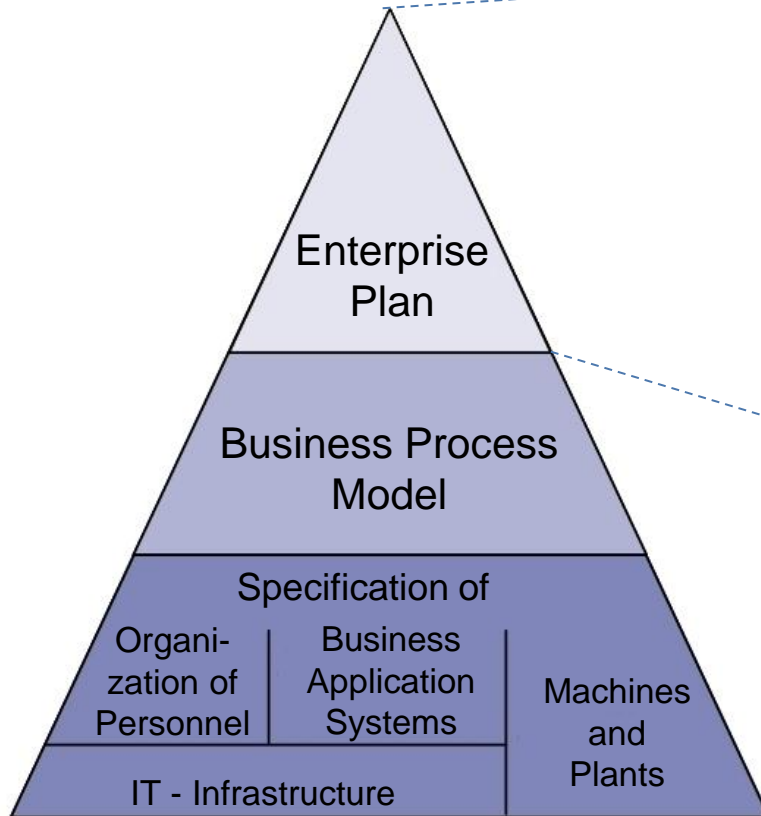 Enterprise
Plan
Business Process
Model
Specification of
Organi-
zation of
Personnel
Business
Application
Systems
Machines
and
Plants
IT - Infrastructure